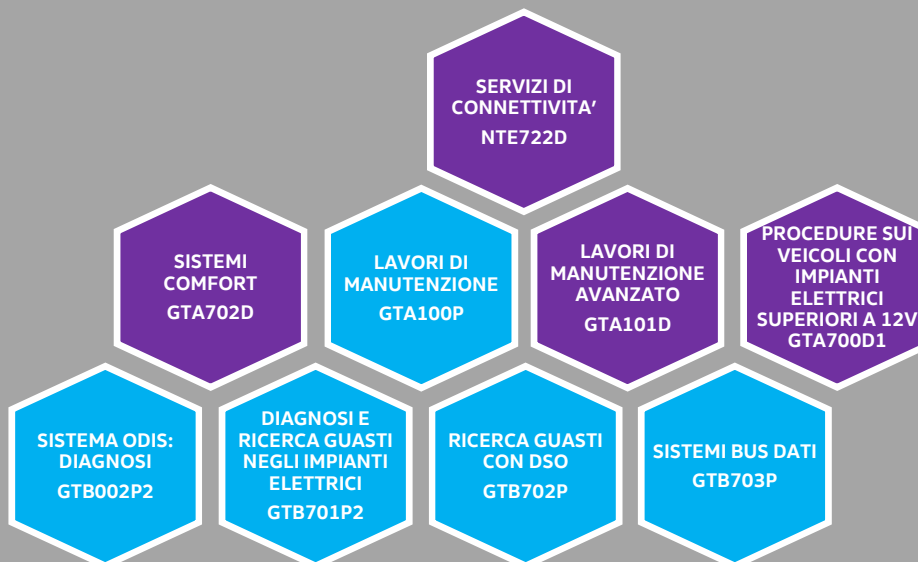 SERVIZI DI
CONNETTIVITA’
NTE722D
SISTEMI
COMFORT
GTA702D
LAVORI DI
MANUTENZIONE
GTA100P
LAVORI DI
MANUTENZIONE
AVANZATO
GTA101D
PROCEDURE SUI
VEICOLI CON
IMPIANTI
ELETTRICI
SUPERIORI A 12V
GTA700D1
SISTEMA ODIS:
DIAGNOSI
GTB002P2
DIAGNOSI E
RICERCA GUASTI
NEGLI IMPIANTI
ELETTRICI
GTB701P2
RICERCA GUASTI
CON DSO
GTB702P
SISTEMI BUS DATI
GTB703P